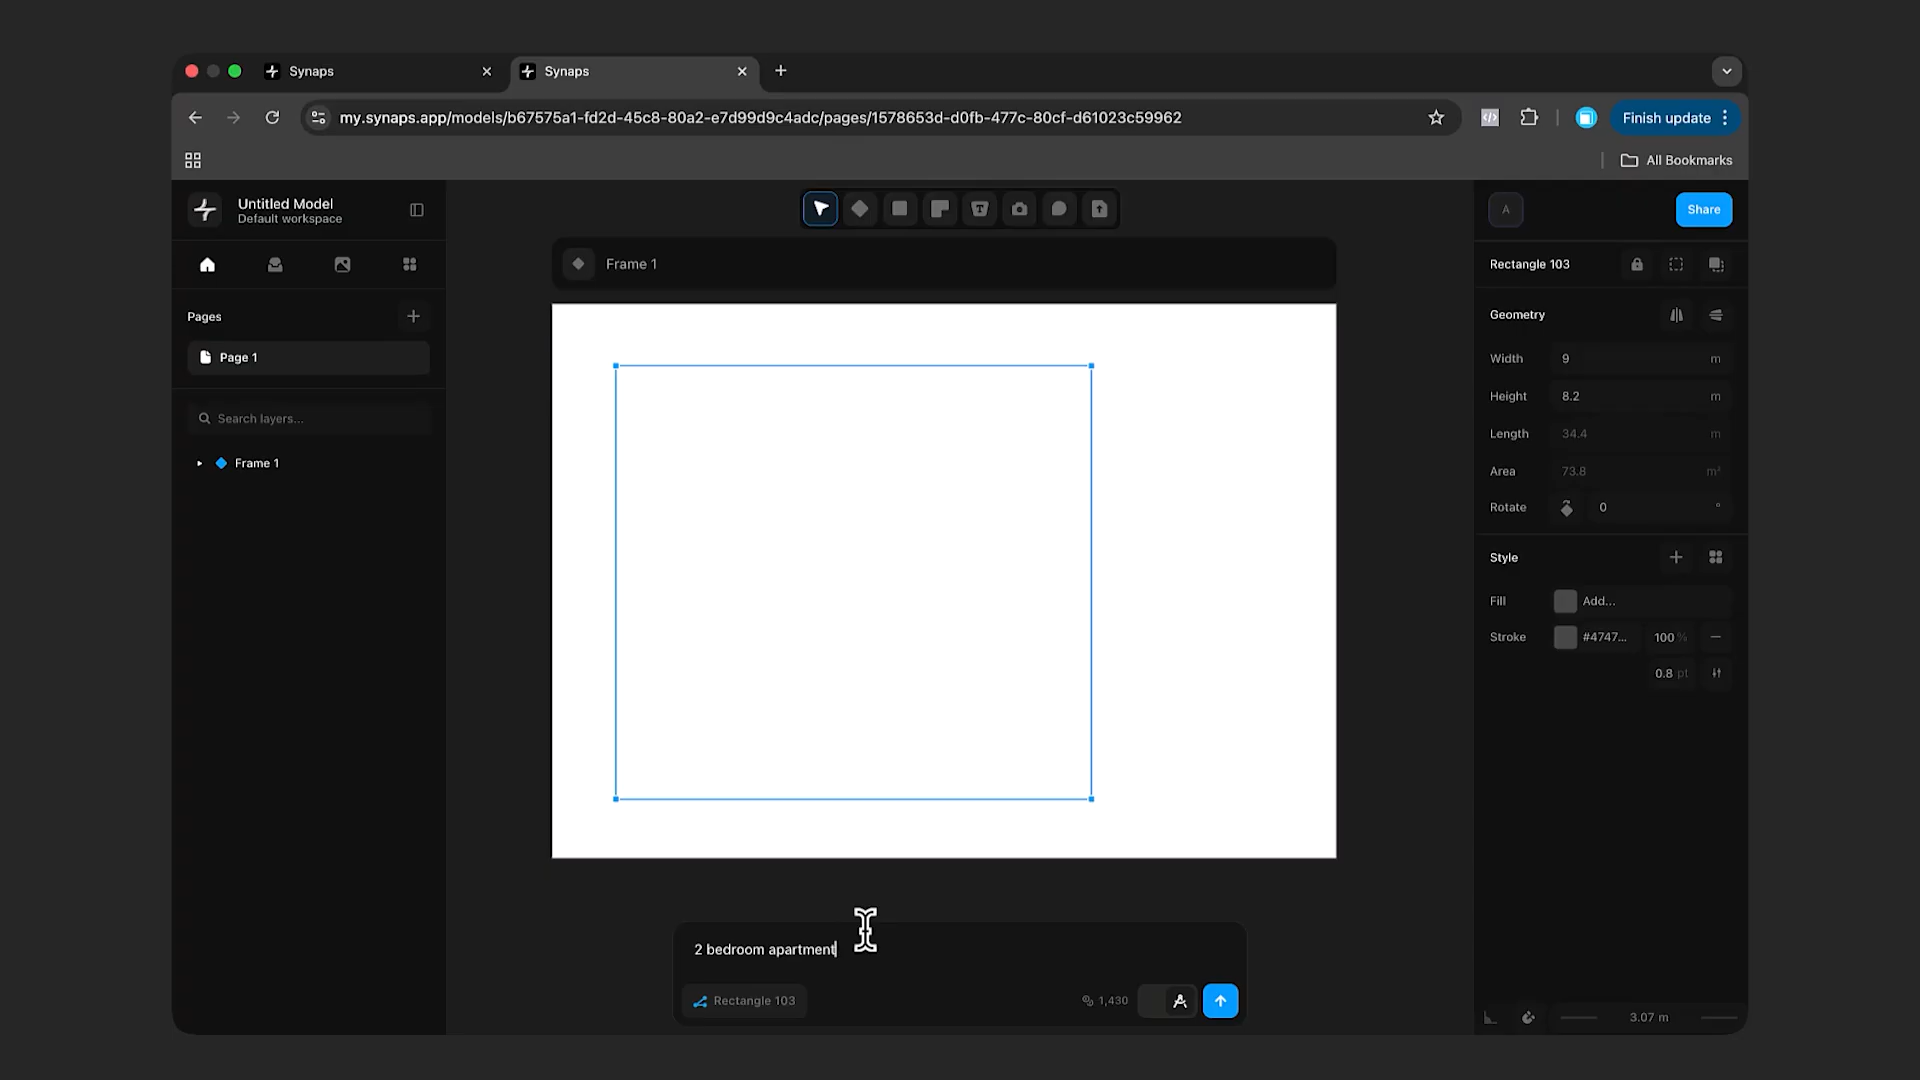 Synaps
Synaps
my.synaps.app/models/b67575a1-fd2d-45c8-80a2-e7d99d9c4adc/pages/1578653d-d0fb-477c-80cf-d61023c59962
Finish update
All Bookmarks
Untitled Model
Default workspace
Pages
Page 1
Search layers...
Frame 1
Frame 1
2 bedroom apartment
Rectangle 103
1,430
A
Share
Rectangle 103
Geometry
Width 9 m
Height 8.2 m
Length 34.4 m
Area 73.8 m²
Rotate 0 °
Style
Fill Add...
Stroke #4747... 100 %
0.8 pt
3.07 m